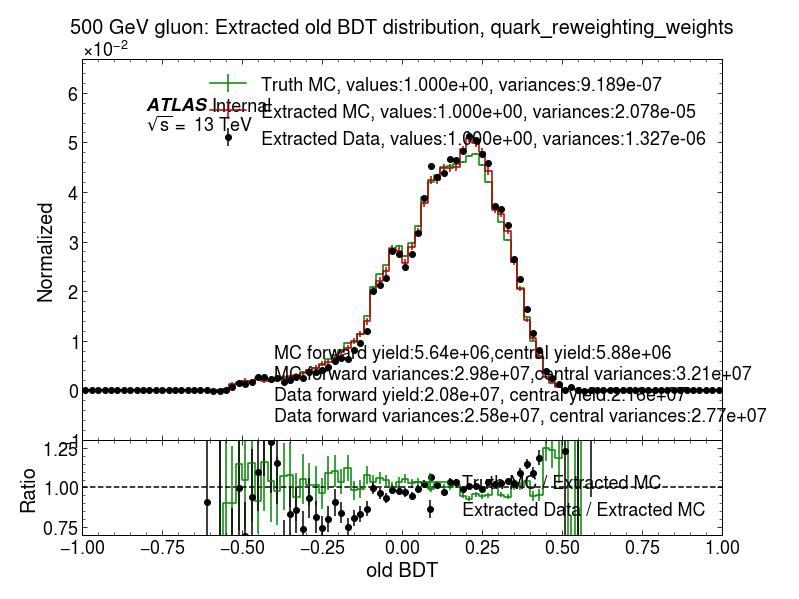 500 GeV gluon: Extracted old BDT distribution, quark_reweighting_weights
×10⁻²
Truth MC, values:1.000e+00, variances:9.189e-07
ATLAS Internal
Extracted MC, values:1.000e+00, variances:2.078e-05
√s = 13 TeV
Extracted Data, values:1.000e+00, variances:1.327e-06
6
5
4
3
2
1
0
1
Normalized
MC forward yield:5.64e+06,central yield:5.88e+06
MC forward variances:2.98e+07,central variances:3.21e+07
Data forward yield:2.08e+07, central yield:2.16e+07
Data forward variances:2.58e+07, central variances:2.77e+07
1.25
1.00
0.75
Ratio
Truth MC / Extracted MC
Extracted Data / Extracted MC
−1.00 −0.75 −0.50 −0.25 0.00 0.25 0.50 0.75 1.00
old BDT